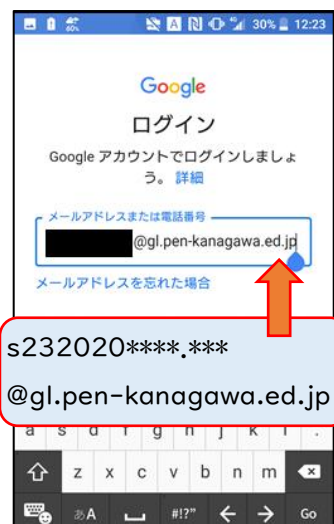 60%
4G
30%
12:23
Google
ログイン
Google アカウントでログインしましょ
う。 詳細
メールアドレスまたは電話番号
@gl.pen-kanagawa.ed.jp
メールアドレスを忘れた場合
s232020****.***
@gl.pen-kanagawa.ed.jp
a s d f g h j k l .
z x c v b n m
あA #!?” ← → Go